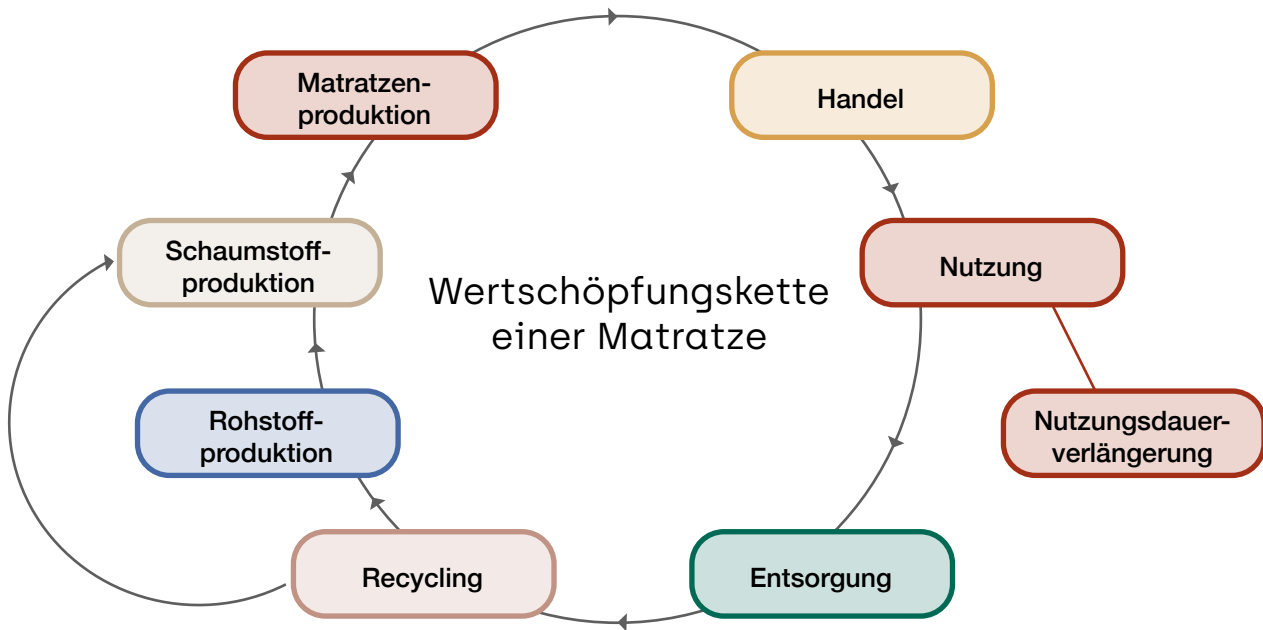 Matratzen-
produktion
Handel
Schaumstoff-
produktion
Nutzung
Wertschöpfungskette
einer Matratze
Rohstoff-
produktion
Nutzungsdauer-
verlängerung
Recycling
Entsorgung